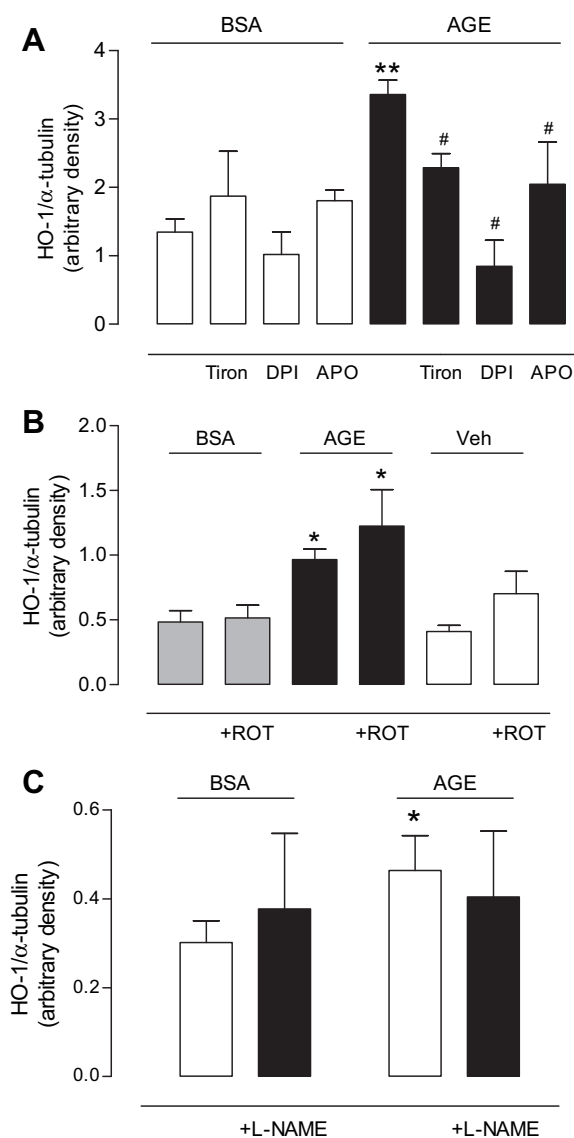 A
BSA AGE
HO-1/α-tubulin
(arbitrary density)
4
3
2
1
0
**
#
#
#
Tiron DPI APO Tiron DPI APO
B
BSA AGE Veh
HO-1/α-tubulin
(arbitrary density)
2.0
1.5
1.0
0.5
0.0
*
*
+ROT +ROT +ROT
C
BSA AGE
HO-1/α-tubulin
(arbitrary density)
0.6
0.4
0.2
0.0
*
+L-NAME +L-NAME